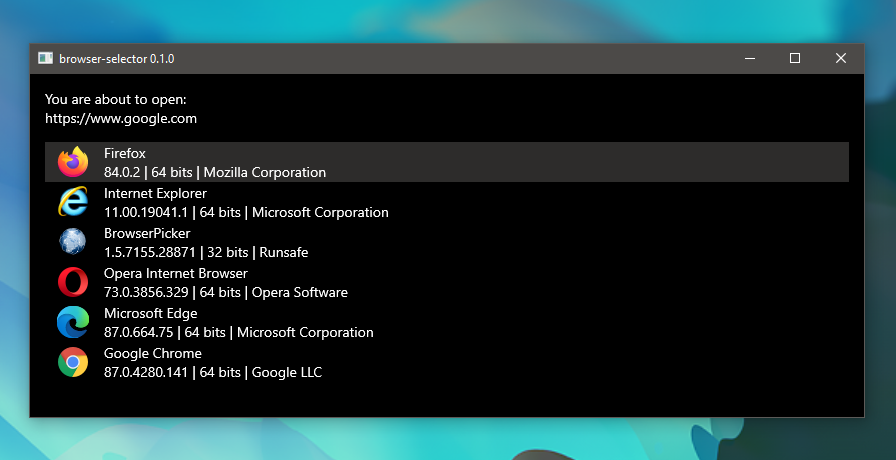 browser-selector 0.1.0
You are about to open:
https://www.google.com
Firefox
84.0.2 | 64 bits | Mozilla Corporation
Internet Explorer
11.00.19041.1 | 64 bits | Microsoft Corporation
BrowserPicker
1.5.7155.28871 | 32 bits | Runsafe
Opera Internet Browser
73.0.3856.329 | 64 bits | Opera Software
Microsoft Edge
87.0.664.75 | 64 bits | Microsoft Corporation
Google Chrome
87.0.4280.141 | 64 bits | Google LLC